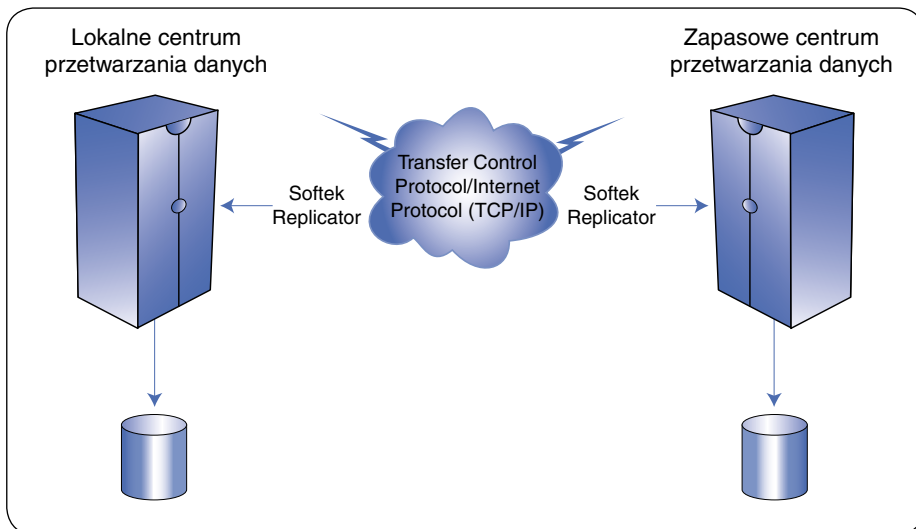 Lokalne centrum
przetwarzania danych
Zapasowe centrum
przetwarzania danych
Transfer Control
Protocol/Internet
Protocol (TCP/IP)
Softek
Replicator
Softek
Replicator